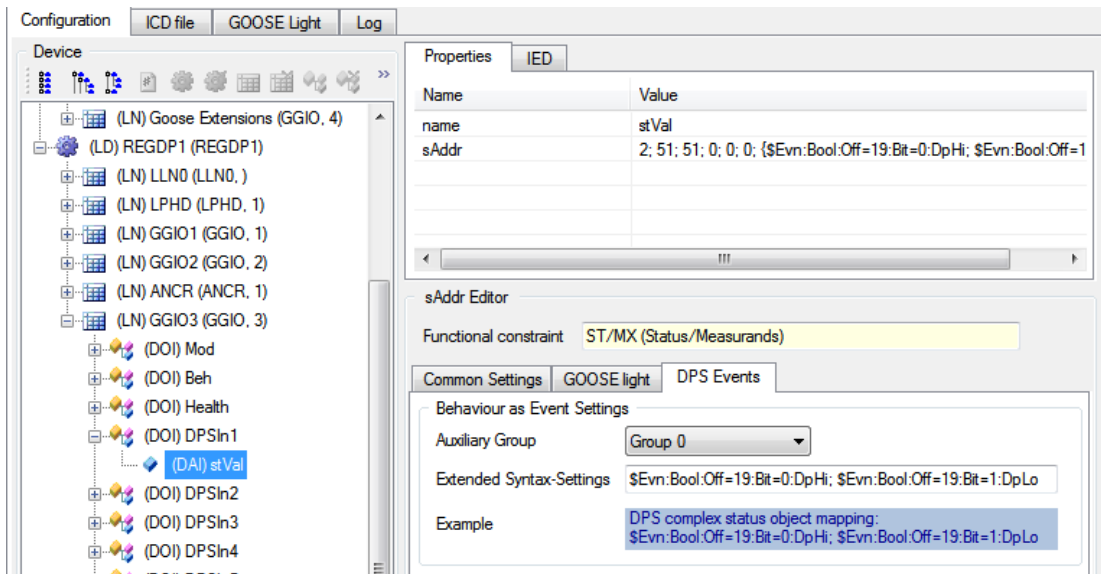 Configuration
ICD file
GOOSE Light
Log
Device
»
(LN) Goose Extensions (GGIO, 4)
(LD) REGDP1 (REGDP1)
(LN) LLN0 (LLN0, )
(LN) LPHD (LPHD, 1)
(LN) GGIO1 (GGIO, 1)
(LN) GGIO2 (GGIO, 2)
(LN) ANCR (ANCR, 1)
(LN) GGIO3 (GGIO, 3)
(DOI) Mod
(DOI) Beh
(DOI) Health
(DOI) DPSIn1
(DAI) stVal
(DOI) DPSIn2
(DOI) DPSIn3
(DOI) DPSIn4
Properties
IED
Name Value
name stVal
sAddr 2; 51; 51; 0; 0; 0; {$Evn:Bool:Off=19:Bit=0:DpHi; $Evn:Bool:Off=1
sAddr Editor
Functional constraint ST/MX (Status/Measurands)
Common Settings
GOOSE light
DPS Events
Behaviour as Event Settings
Auxiliary Group Group 0
Extended Syntax-Settings $Evn:Bool:Off=19:Bit=0:DpHi; $Evn:Bool:Off=19:Bit=1:DpLo
Example DPS complex status object mapping:
$Evn:Bool:Off=19:Bit=0:DpHi; $Evn:Bool:Off=19:Bit=1:DpLo